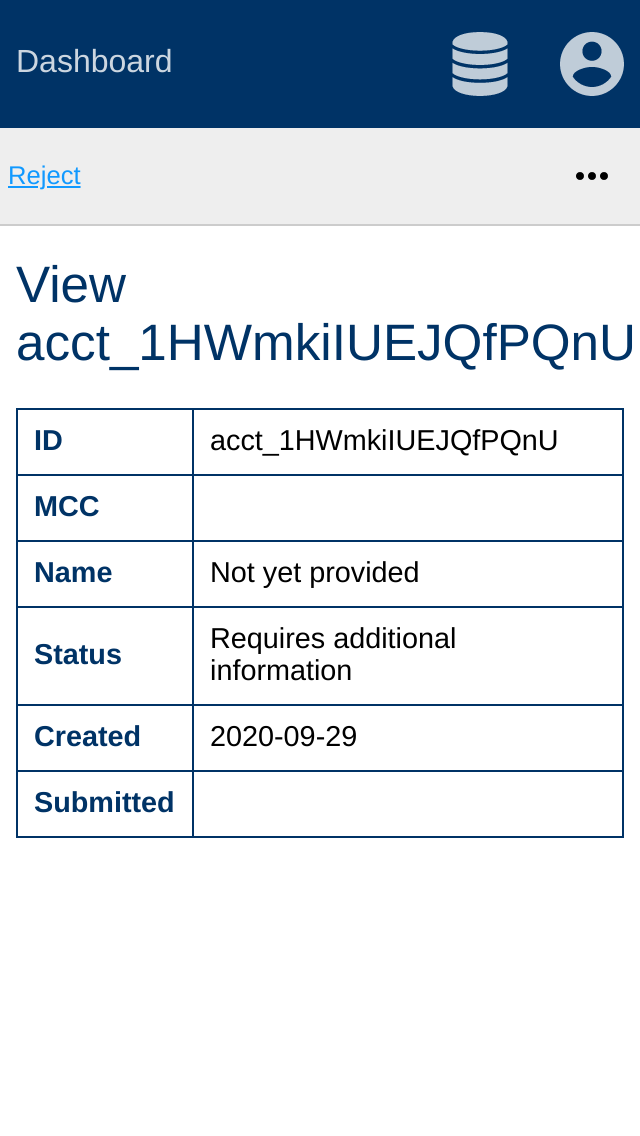 Dashboard
Reject
View
acct_1HWmkiIUEJQfPQnU
ID acct_1HWmkiIUEJQfPQnU
MCC
Name Not yet provided
Status Requires additional
information
Created 2020-09-29
Submitted